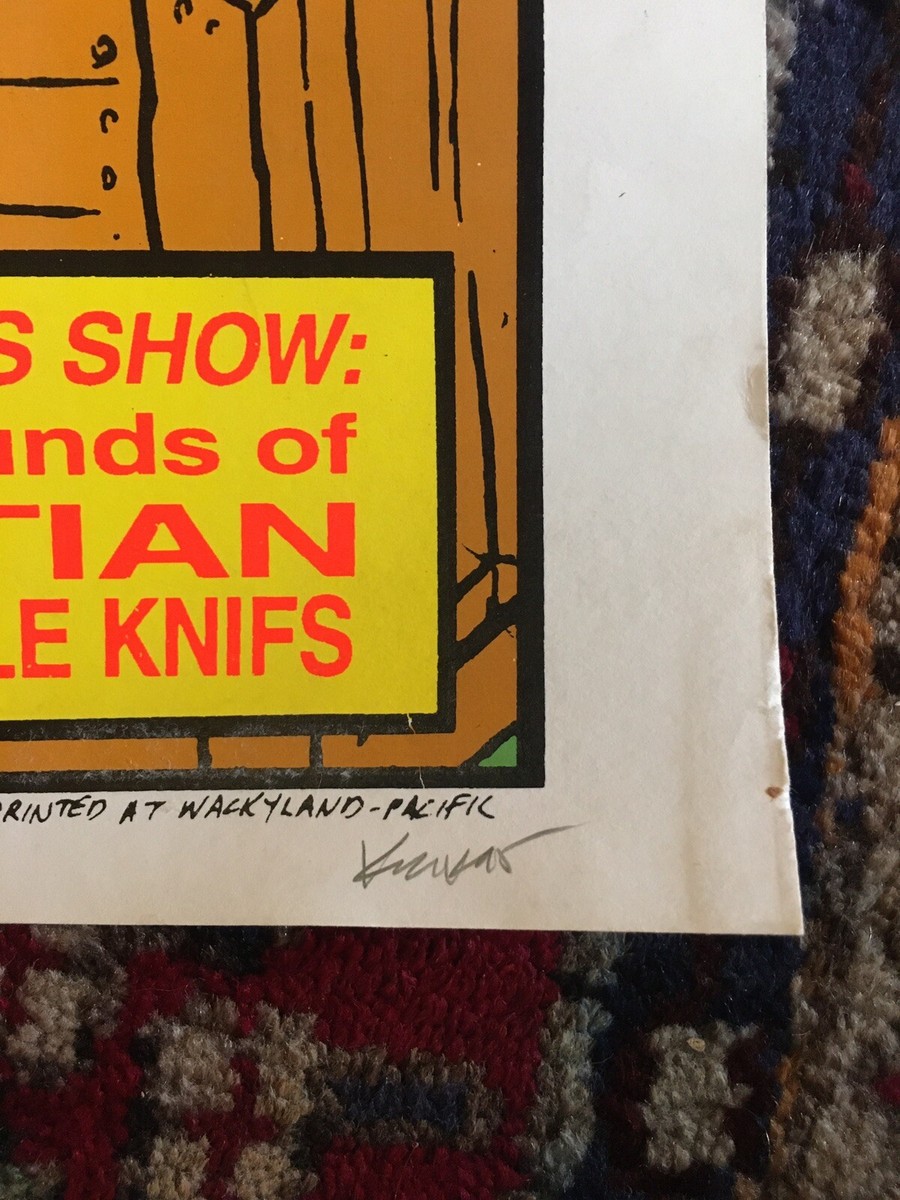 S SHOW:
unds of
TIAN
LE KNIFS
PRINTED AT WACKYLAND-PACIFIC